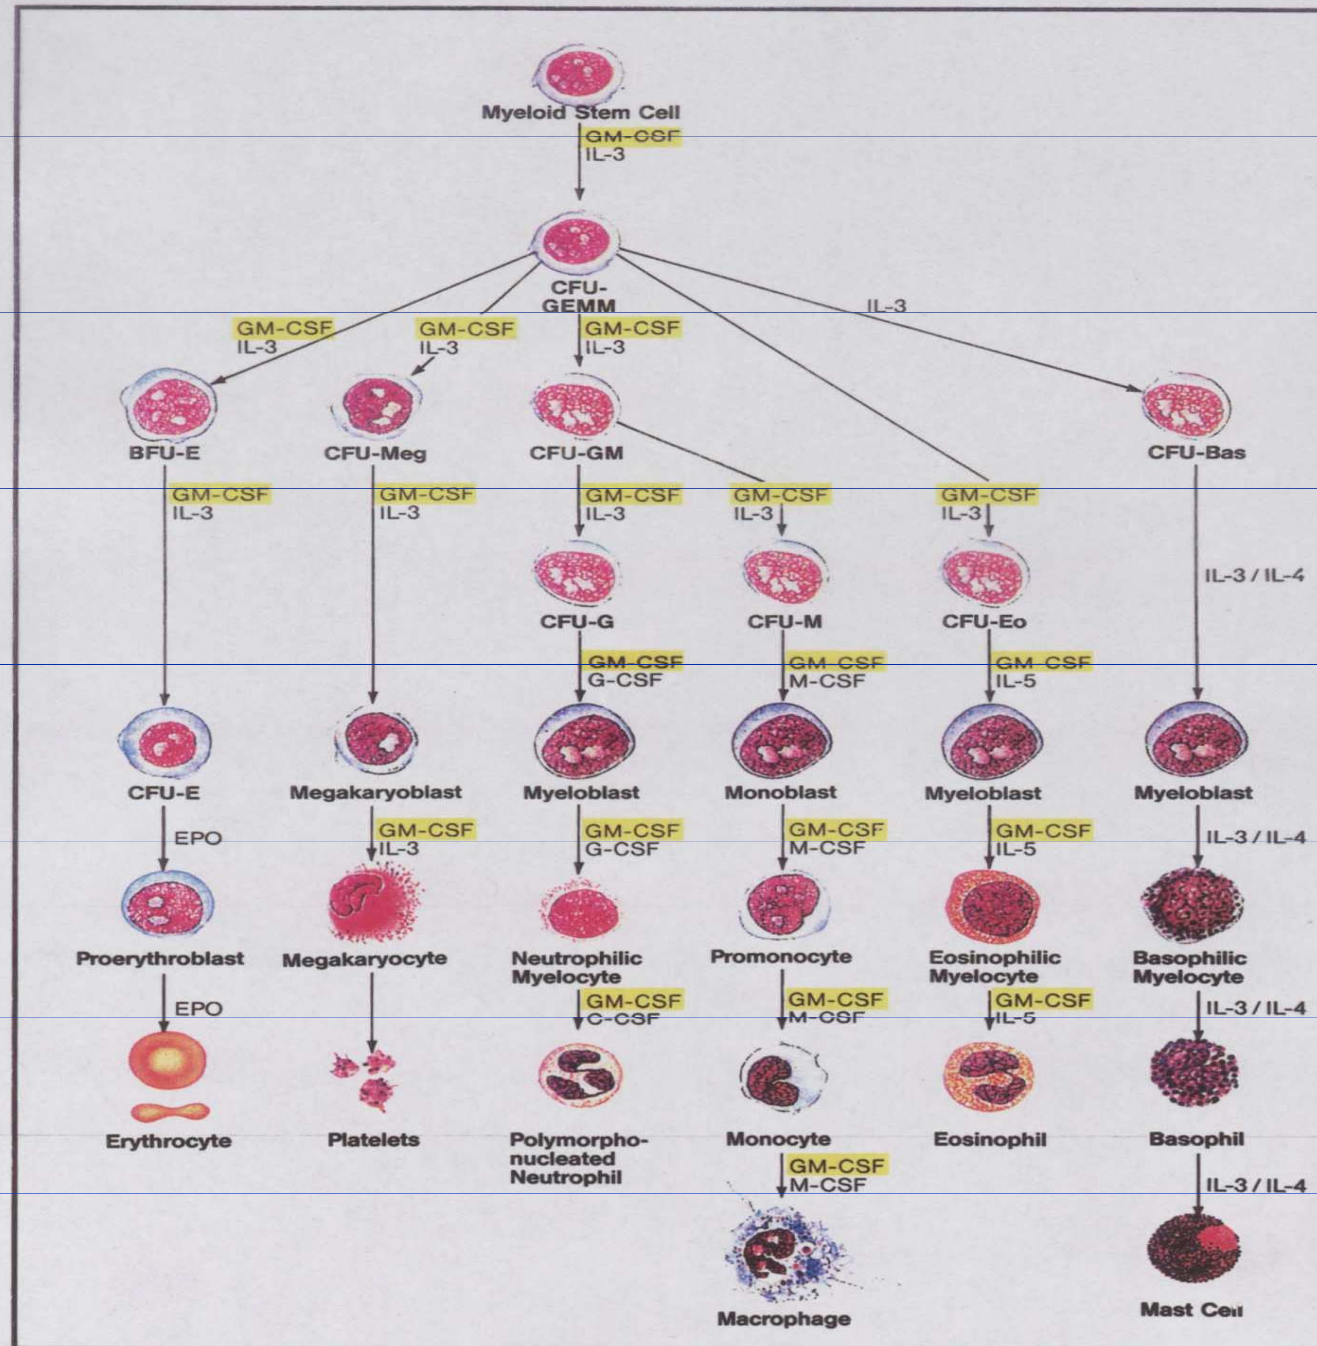 Myeloid Stem Cell
GM-CSF
IL-3
CFU-
GEMM
IL-3
GM-CSF
IL-3
GM-CSF
IL-3
GM-CSF
IL-3
BFU-E
CFU-Meg
CFU-GM
CFU-Bas
GM-CSF
IL-3
GM-CSF
IL-3
GM-CSF
IL-3
GM-CSF
IL-3
GM-CSF
IL-3
IL-3 / IL-4
CFU-G
CFU-M
CFU-Eo
GM-CSF
G-CSF
GM-CSF
M-CSF
GM-CSF
IL-5
CFU-E
Megakaryoblast
Myeloblast
Monoblast
Myeloblast
Myeloblast
EPO
GM-CSF
IL-3
GM-CSF
G-CSF
GM-CSF
M-CSF
GM-CSF
IL-5
IL-3 / IL-4
Proerythroblast
Megakaryocyte
Neutrophilic
Myelocyte
Promonocyte
Eosinophilic
Myelocyte
Basophilic
Myelocyte
EPO
GM-CSF
C-CSF
GM-CSF
M-CSF
GM-CSF
IL-5
IL-3 / IL-4
Erythrocyte
Platelets
Polymorpho-
nucleated
Neutrophil
Monocyte
Eosinophil
Basophil
GM-CSF
M-CSF
IL-3 / IL-4
Macrophage
Mast Cell